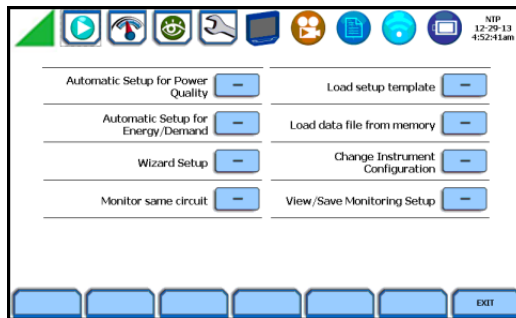 NTP
12-29-13
4:52:41am
Automatic Setup for Power
Quality
Automatic Setup for
Energy/Demand
Wizard Setup
Monitor same circuit
Load setup template
Load data file from memory
Change Instrument
Configuration
View/Save Monitoring Setup
EXIT